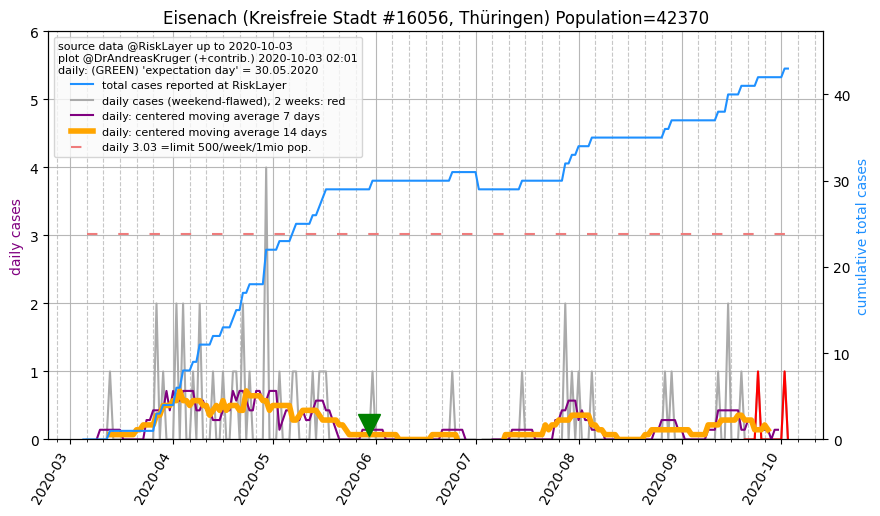 Eisenach (Kreisfreie Stadt #16056, Thüringen) Population=42370
source data @RiskLayer up to 2020-10-03
plot @DrAndreasKruger (+contrib.) 2020-10-03 02:01
daily: (GREEN) 'expectation day' = 30.05.2020
total cases reported at RiskLayer
daily cases (weekend-flawed), 2 weeks: red
daily: centered moving average 7 days
daily: centered moving average 14 days
daily 3.03 =limit 500/week/1mio pop.
daily cases
6
5
4
3
2
1
0
cumulative total cases
40
30
20
10
0
2020-03
2020-04
2020-05
2020-06
2020-07
2020-08
2020-09
2020-10